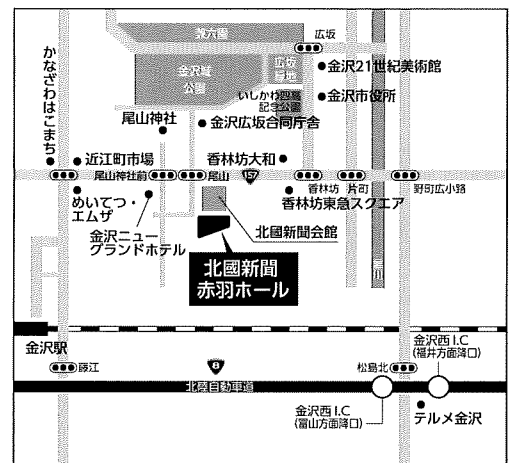 兼六園
広坂
金沢城
公園
広坂
緑地
金沢21世紀美術館
かなざわはこまち
いしかわ四高
記念公園
金沢市役所
尾山神社
金沢広坂合同庁舎
近江町市場
香林坊大和
尾山神社前
尾山
157
香林坊
片町
野町広小路
めいてつ・
エムザ
香林坊東急スクエア
金沢ニュー
グランドホテル
北國新聞会館
北國新聞
赤羽ホール
川
金沢駅
金沢西I.C
(福井方面降口)
藤江
8
松島北
北陸自動車道
金沢西I.C
(富山方面降口)
テルメ金沢